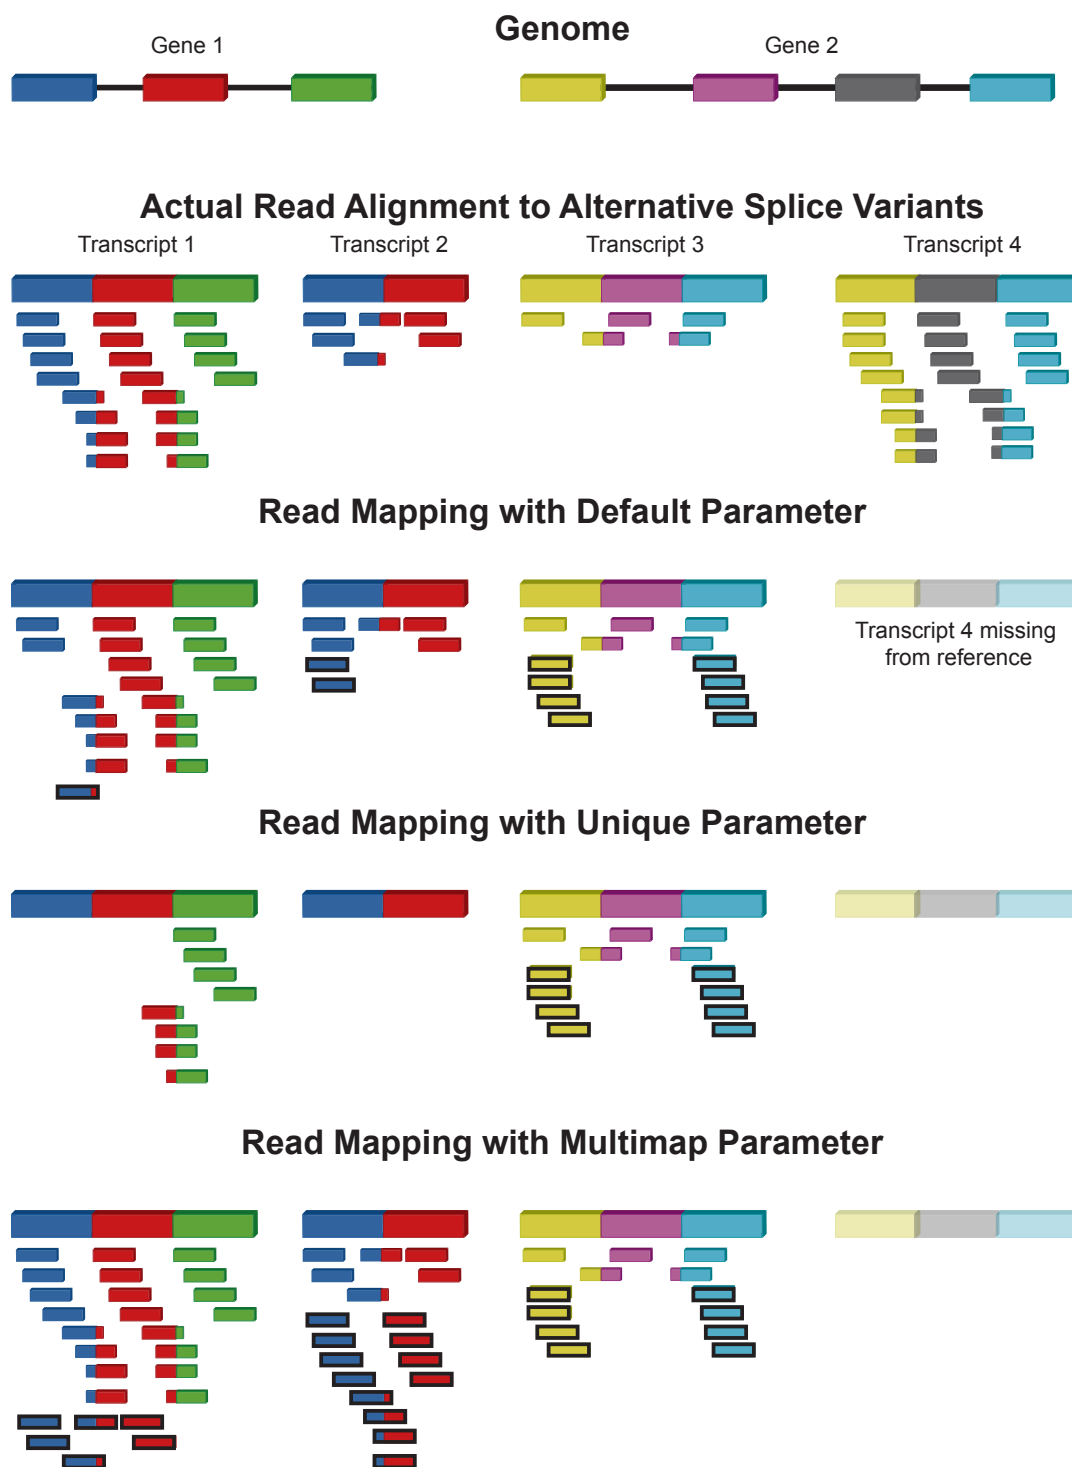 Genome
Gene 1
Gene 2
Actual Read Alignment to Alternative Splice Variants
Transcript 1
Transcript 2
Transcript 3
Transcript 4
Read Mapping with Default Parameter
Transcript 4 missing
from reference
Read Mapping with Unique Parameter
Read Mapping with Multimap Parameter